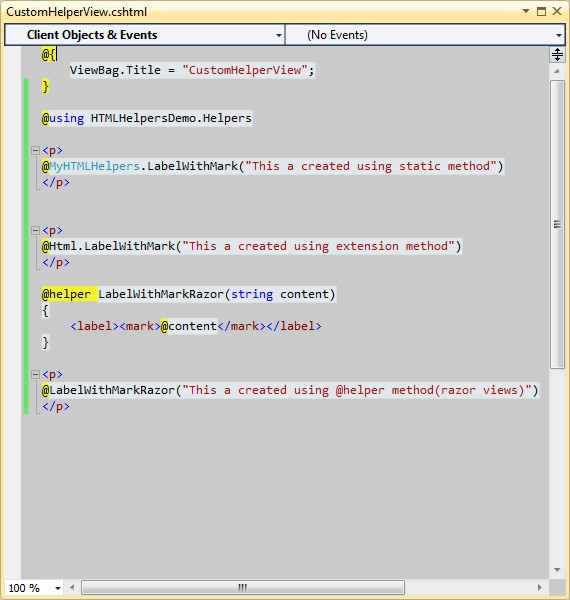 CustomHelperView.cshtml
Client Objects & Events (No Events)
@{
ViewBag.Title = "CustomHelperView";
}
@using HTMLHelpersDemo.Helpers
<p>
@MyHTMLHelpers.LabelWithMark("This a created using static method")
</p>
<p>
@Html.LabelWithMark("This a created using extension method")
</p>
@helper LabelWithMarkRazor(string content)
{
<label><mark>@content</mark></label>
}
<p>
@LabelWithMarkRazor("This a created using @helper method(razor views)")
</p>
100 %